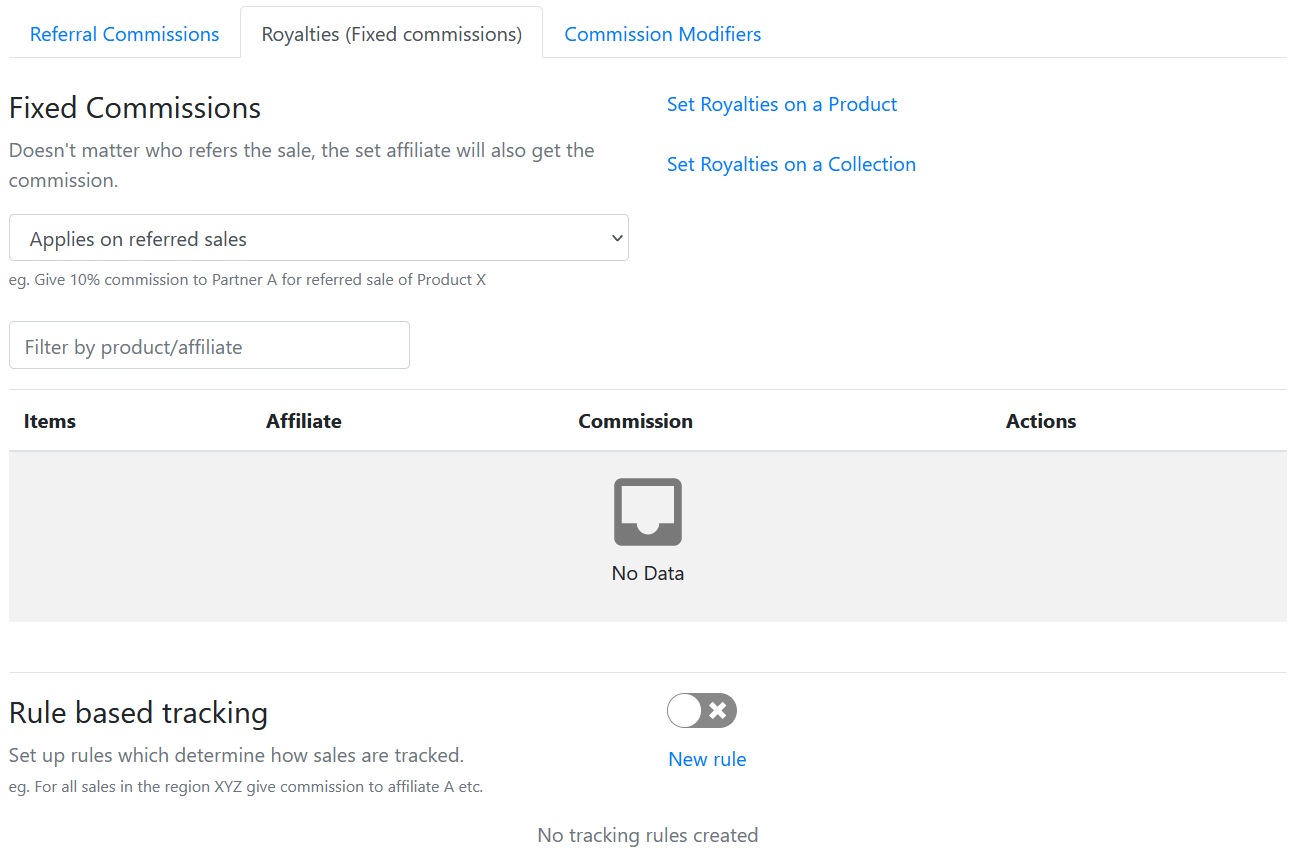 Referral Commissions
Royalties (Fixed commissions)
Commission Modifiers
Fixed Commissions
Doesn't matter who refers the sale, the set affiliate will also get the
commission.
Set Royalties on a Product
Set Royalties on a Collection
Applies on referred sales
eg. Give 10% commission to Partner A for referred sale of Product X
Filter by product/affiliate
Items
Affiliate
Commission
Actions
No Data
Rule based tracking
Set up rules which determine how sales are tracked.
eg. For all sales in the region XYZ give commission to affiliate A etc.
New rule
No tracking rules created